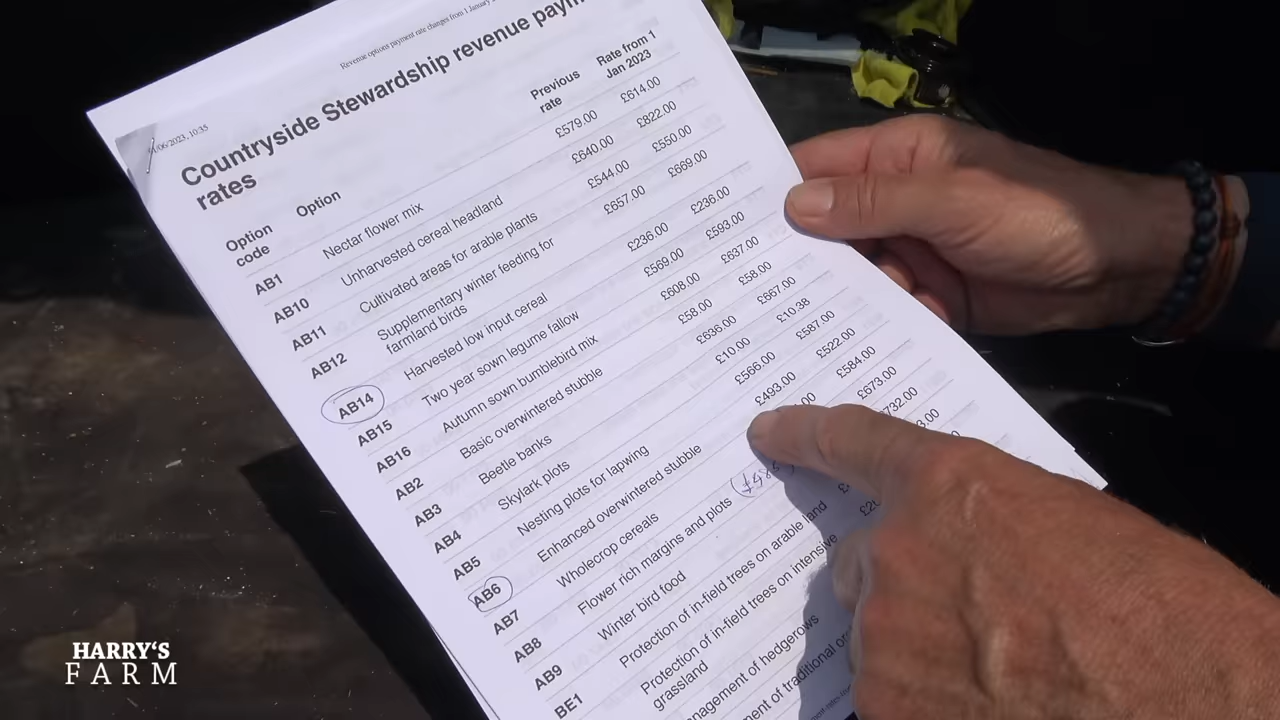 Revenue options payment rate changes from 1 January
/06/2023, 10:35
Countryside Stewardship revenue
rates
Option code Option Previous rate Rate from 1 Jan 2023
AB1 Nectar flower mix £579.00 £614.00
AB10 Unharvested cereal headland £640.00 £822.00
AB11 Cultivated areas for arable plants £544.00 £550.00
AB12 Supplementary winter feeding for £657.00 £669.00
farmland birds
AB14 Harvested low input cereal £236.00 £236.00
AB15 Two year sown legume fallow £569.00 £593.00
AB16 Autumn sown bumblebird mix £608.00 £637.00
AB2 Basic overwintered stubble £58.00 £58.00
AB3 Beetle banks £636.00 £667.00
AB4 Skylark plots £10.00 £10.38
AB5 Nesting plots for lapwing £566.00 £587.00
AB6 Enhanced overwintered stubble £493.00 £522.00
AB7 Wholecrop cereals £584.00
AB8 Flower rich margins and plots £673.00
AB9 Winter bird food 732.00
BE1 Protection of in-field trees on arable land
Protection of in-field trees on intensive
grassland
of hedgerows
of traditional
HARRY'S
FARM